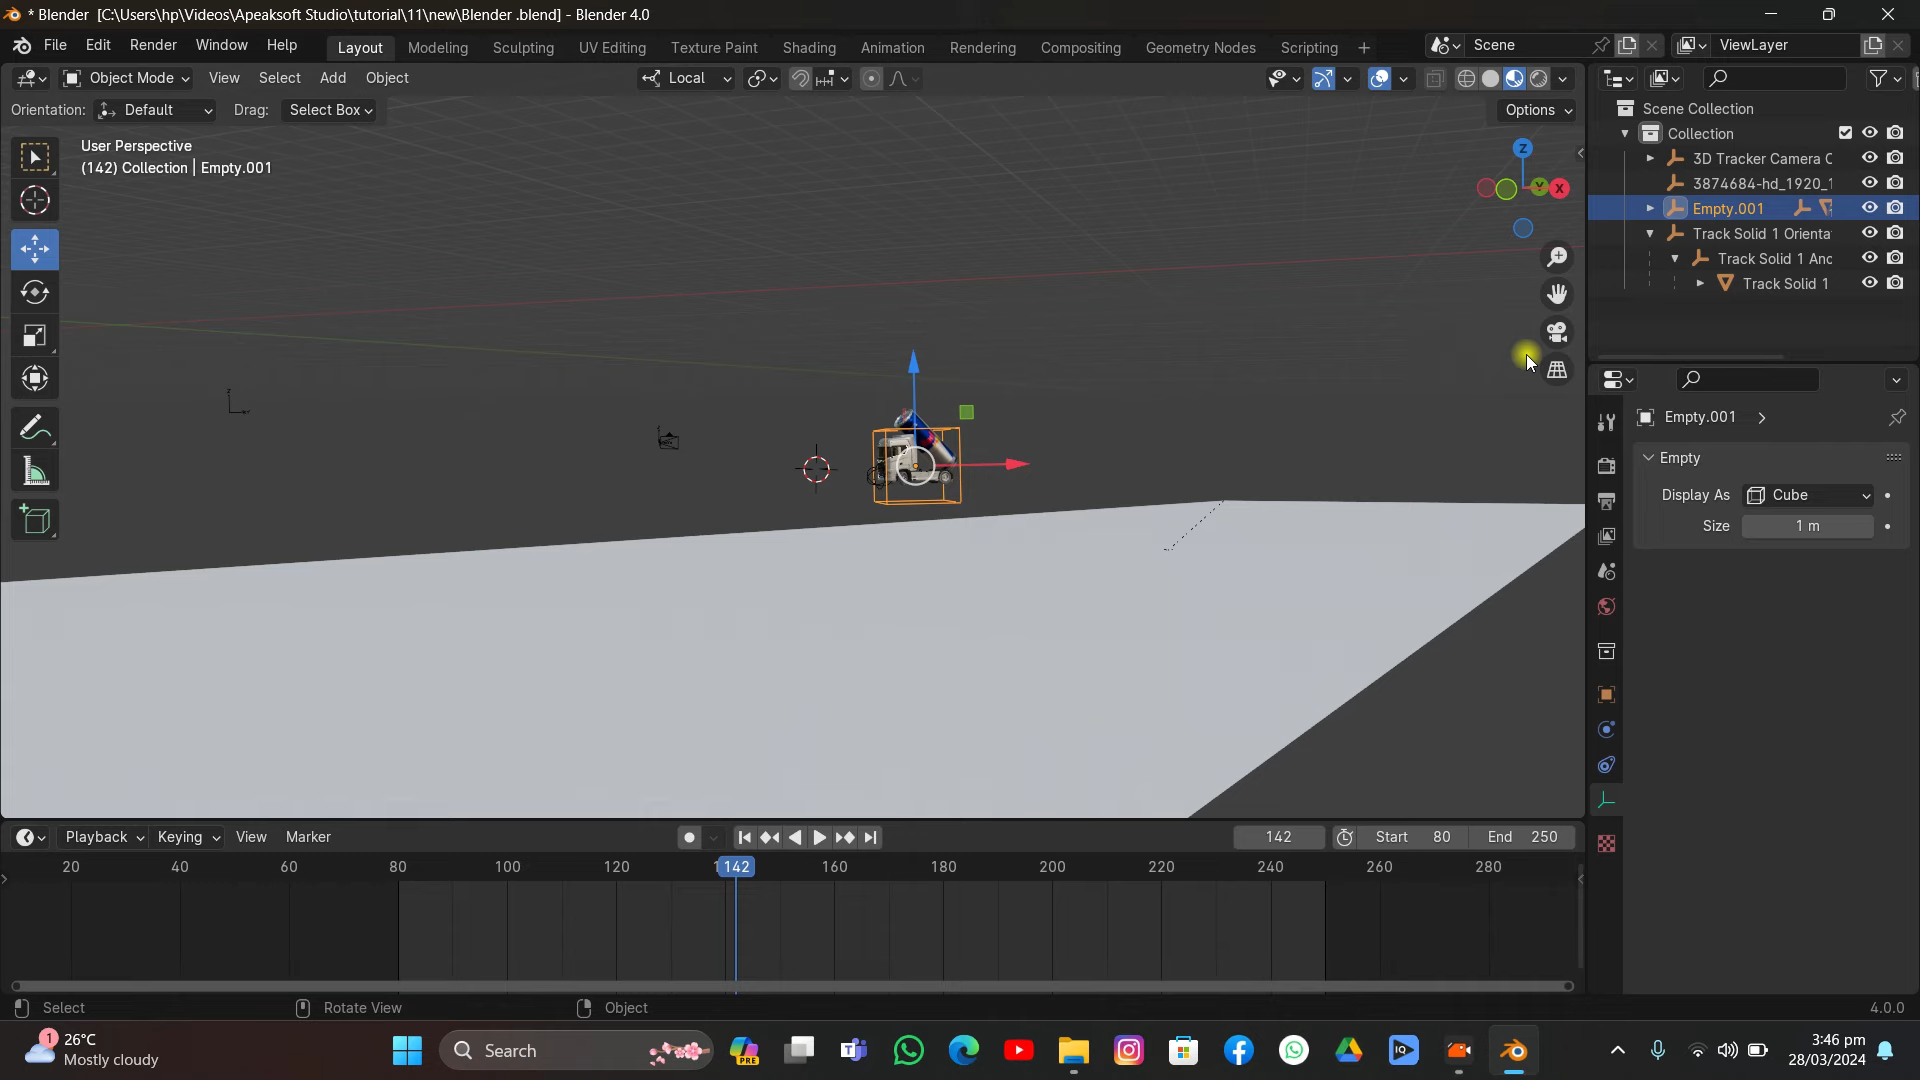 * Blender [C:\Users\hp\Videos\Apeaksoft Studio\tutorial\11\new\Blender .blend] - Blender 4.0
File Edit Render Window Help Layout Modeling Sculpting UV Editing Texture Paint Shading Animation Rendering Compositing Geometry Nodes Scripting + Scene ViewLayer
Object Mode View Select Add Object Local
Orientation: Default Drag: Select Box Options
User Perspective
(142) Collection | Empty.001
Z
Y X
Scene Collection
Collection
3D Tracker Camera C
3874684-hd_1920_1
Empty.001
Track Solid 1 Orienta
Track Solid 1 Anc
Track Solid 1
Empty.001
Empty
Display As Cube
Size 1 m
Playback Keying View Marker 142 Start 80 End 250
20 40 60 80 100 120 142 160 180 200 220 240 260 280
Select Rotate View Object 4.0.0
1 26°C
Mostly cloudy
Search
PRE
IQ
3:46 pm
28/03/2024